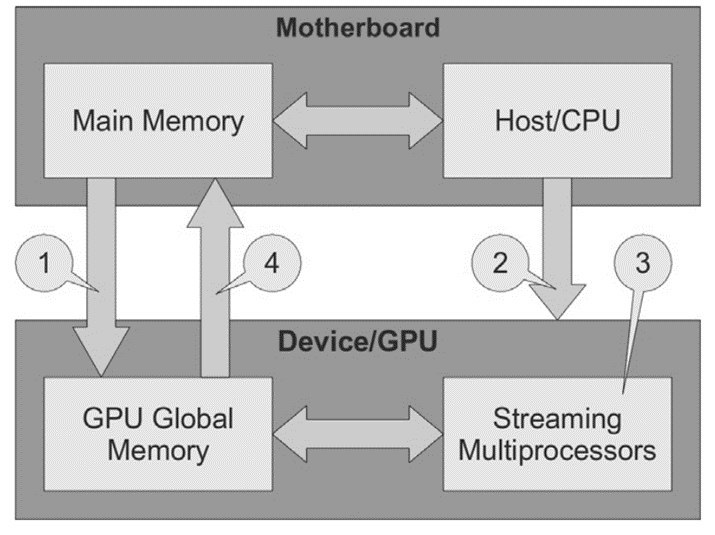 Motherboard
Main Memory
Host/CPU
1
4
2
3
Device/GPU
GPU Global
Memory
Streaming
Multiprocessors